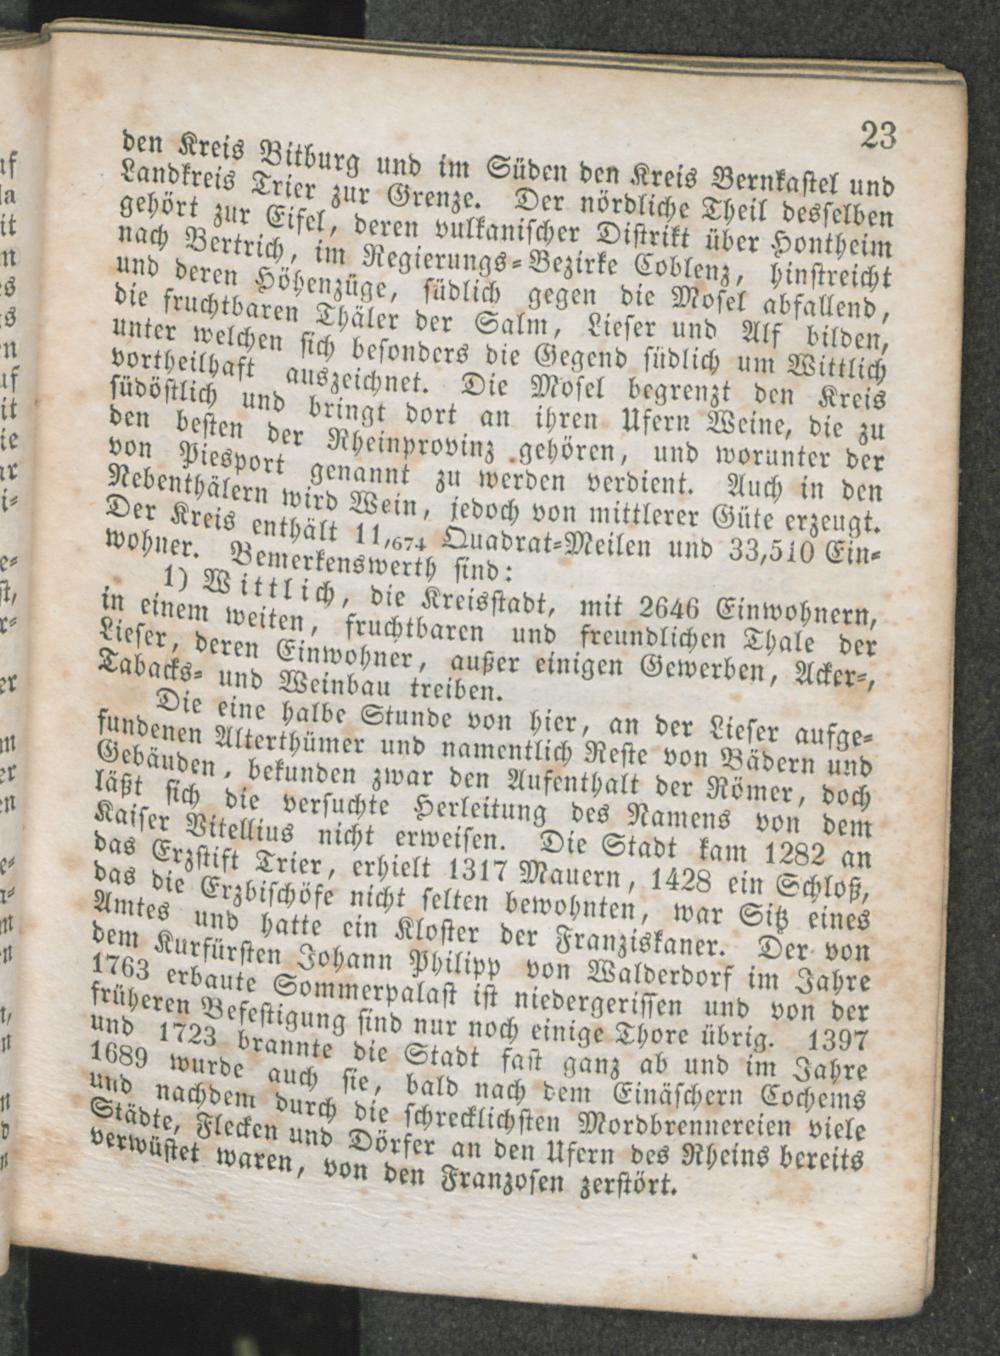 23
den Kreis Bitburg und im Süden den Kreis Bernkastel und
Landkreis Trier zur Grenze. Der nördliche Theil desselben
gehört zur Eifel, deren vulkanischer Distrikt über Hontheim
nach Bertrich, im Regierungs-Bezirke Coblenz, hinstreicht
und deren Höhenzüge, südlich gegen die Mosel abfallend,
die fruchtbaren Thäler der Salm, Lieser und Alf bilden,
unter welchen sich besonders die Gegend südlich um Wittlich
vortheilhaft auszeichnet. Die Mosel begrenzt den Kreis
südöstlich und bringt dort an ihren Ufern Weine, die zu
den besten der Rheinprovinz gehören, und worunter der
von Piesport genannt zu werden verdient. Auch in den
Nebenthälern wird Wein, jedoch von mittlerer Güte erzeugt.
Der Kreis enthält 11,674 Quadrat-Meilen und 33,510 Ein-
wohner. Bemerkenswerth sind:
1) Wittlich, die Kreisstadt, mit 2646 Einwohnern,
in einem weiten, fruchtbaren und freundlichen Thale der
Lieser, deren Einwohner, außer einigen Gewerben, Acker-,
Tabacks- und Weinbau treiben.
Die eine halbe Stunde von hier, an der Lieser aufge-
fundenen Alterthümer und namentlich Reste von Bädern und
Gebäuden, bekunden zwar den Aufenthalt der Römer, doch
läßt sich die versuchte Herleitung des Namens von dem
Kaiser Vitellius nicht erweisen. Die Stadt kam 1282 an
das Erzstift Trier, erhielt 1317 Mauern, 1428 ein Schloß,
das die Erzbischöfe nicht selten bewohnten, war Sitz eines
Amtes und hatte ein Kloster der Franziskaner. Der von
dem Kurfürsten Johann Philipp von Walderdorf im Jahre
1763 erbaute Sommerpalast ist niedergerissen und von der
früheren Befestigung sind nur noch einige Thore übrig. 1397
und 1723 brannte die Stadt fast ganz ab und im Jahre
1689 wurde auch sie, bald nach dem Einäschern Cochems
und nachdem durch die schrecklichsten Mordbrennereien viele
Städte, Flecken und Dörfer an den Ufern des Rheins bereits
verwüstet waren, von den Franzosen zerstört.